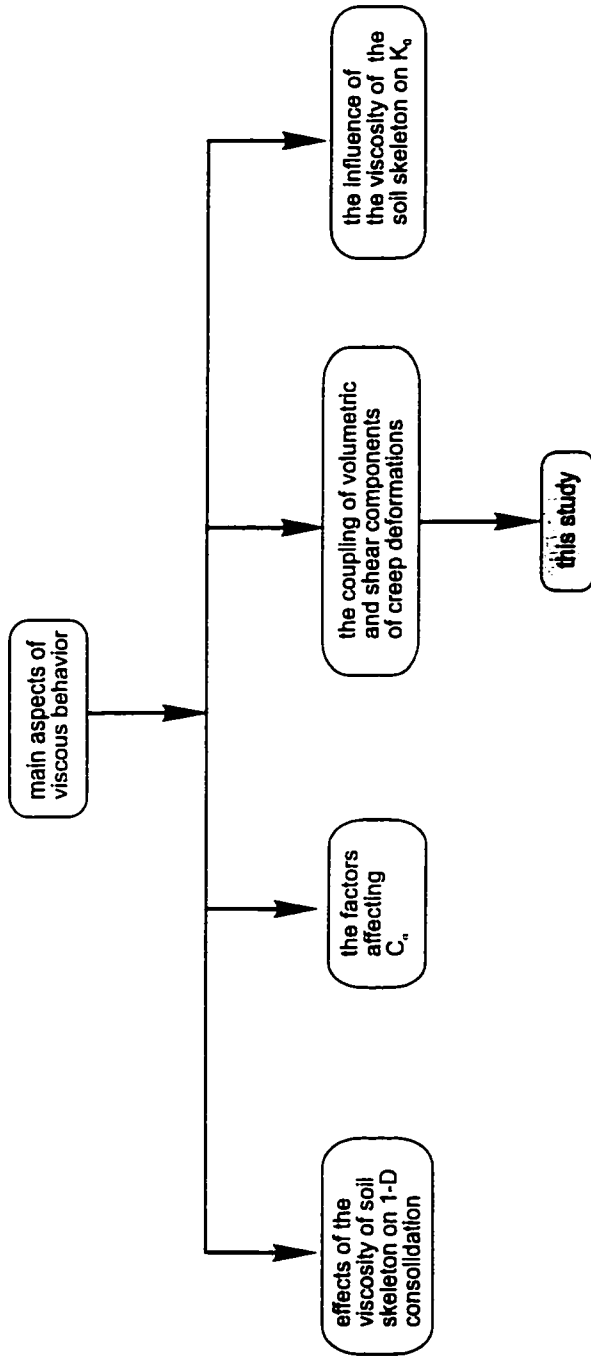 main aspects of
viscous behavior
effects of the
viscosity of soil
skeleton on 1-D
consolidation
the factors
affecting
Cα
the coupling of volumetric
and shear components
of creep deformations
the influence of
the viscosity of the
soil skeleton on K₀
this study